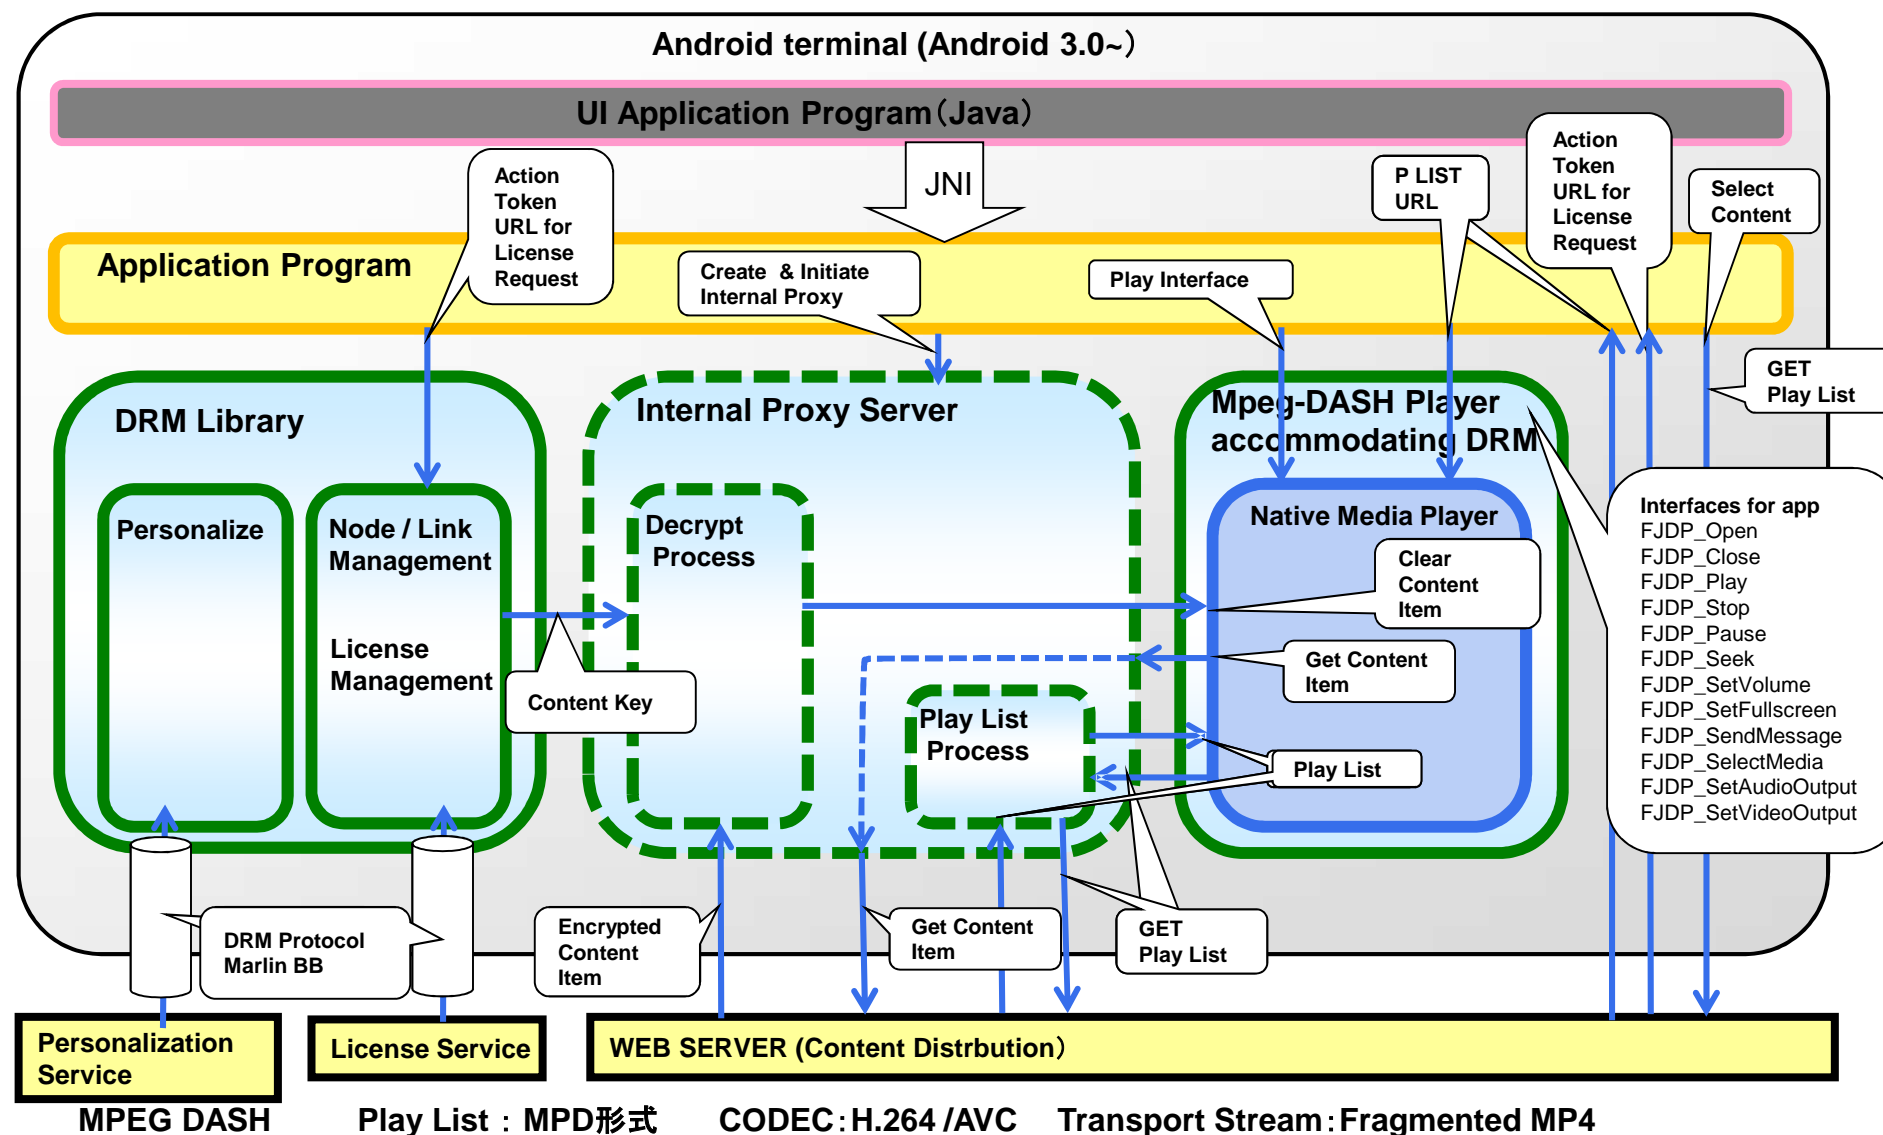 Android terminal (Android 3.0~）
UI Application Program（Java）
JNI
Action
Token
URL for
License
Request
P LIST
URL
Action
Token
URL for
License
Request
Select
Content
Application Program
Create & Initiate
Internal Proxy
Play Interface
GET
Play List
DRM Library
Internal Proxy Server
Mpeg-DASH Player
accommodating DRM
Personalize
Node / Link
Management
License
Management
Decrypt
Process
Native Media Player
Clear
Content
Item
Get Content
Item
Content Key
Play List
Process
Play List
Interfaces for app
FJDP_Open
FJDP_Close
FJDP_Play
FJDP_Stop
FJDP_Pause
FJDP_Seek
FJDP_SetVolume
FJDP_SetFullscreen
FJDP_SendMessage
FJDP_SelectMedia
FJDP_SetAudioOutput
FJDP_SetVideoOutput
DRM Protocol
Marlin BB
Encrypted
Content
Item
Get Content
Item
GET
Play List
Personalization
Service
License Service
WEB SERVER (Content Distrbution）
MPEG DASH Play List : MPD形式 CODEC：H.264 /AVC Transport Stream：Fragmented MP4